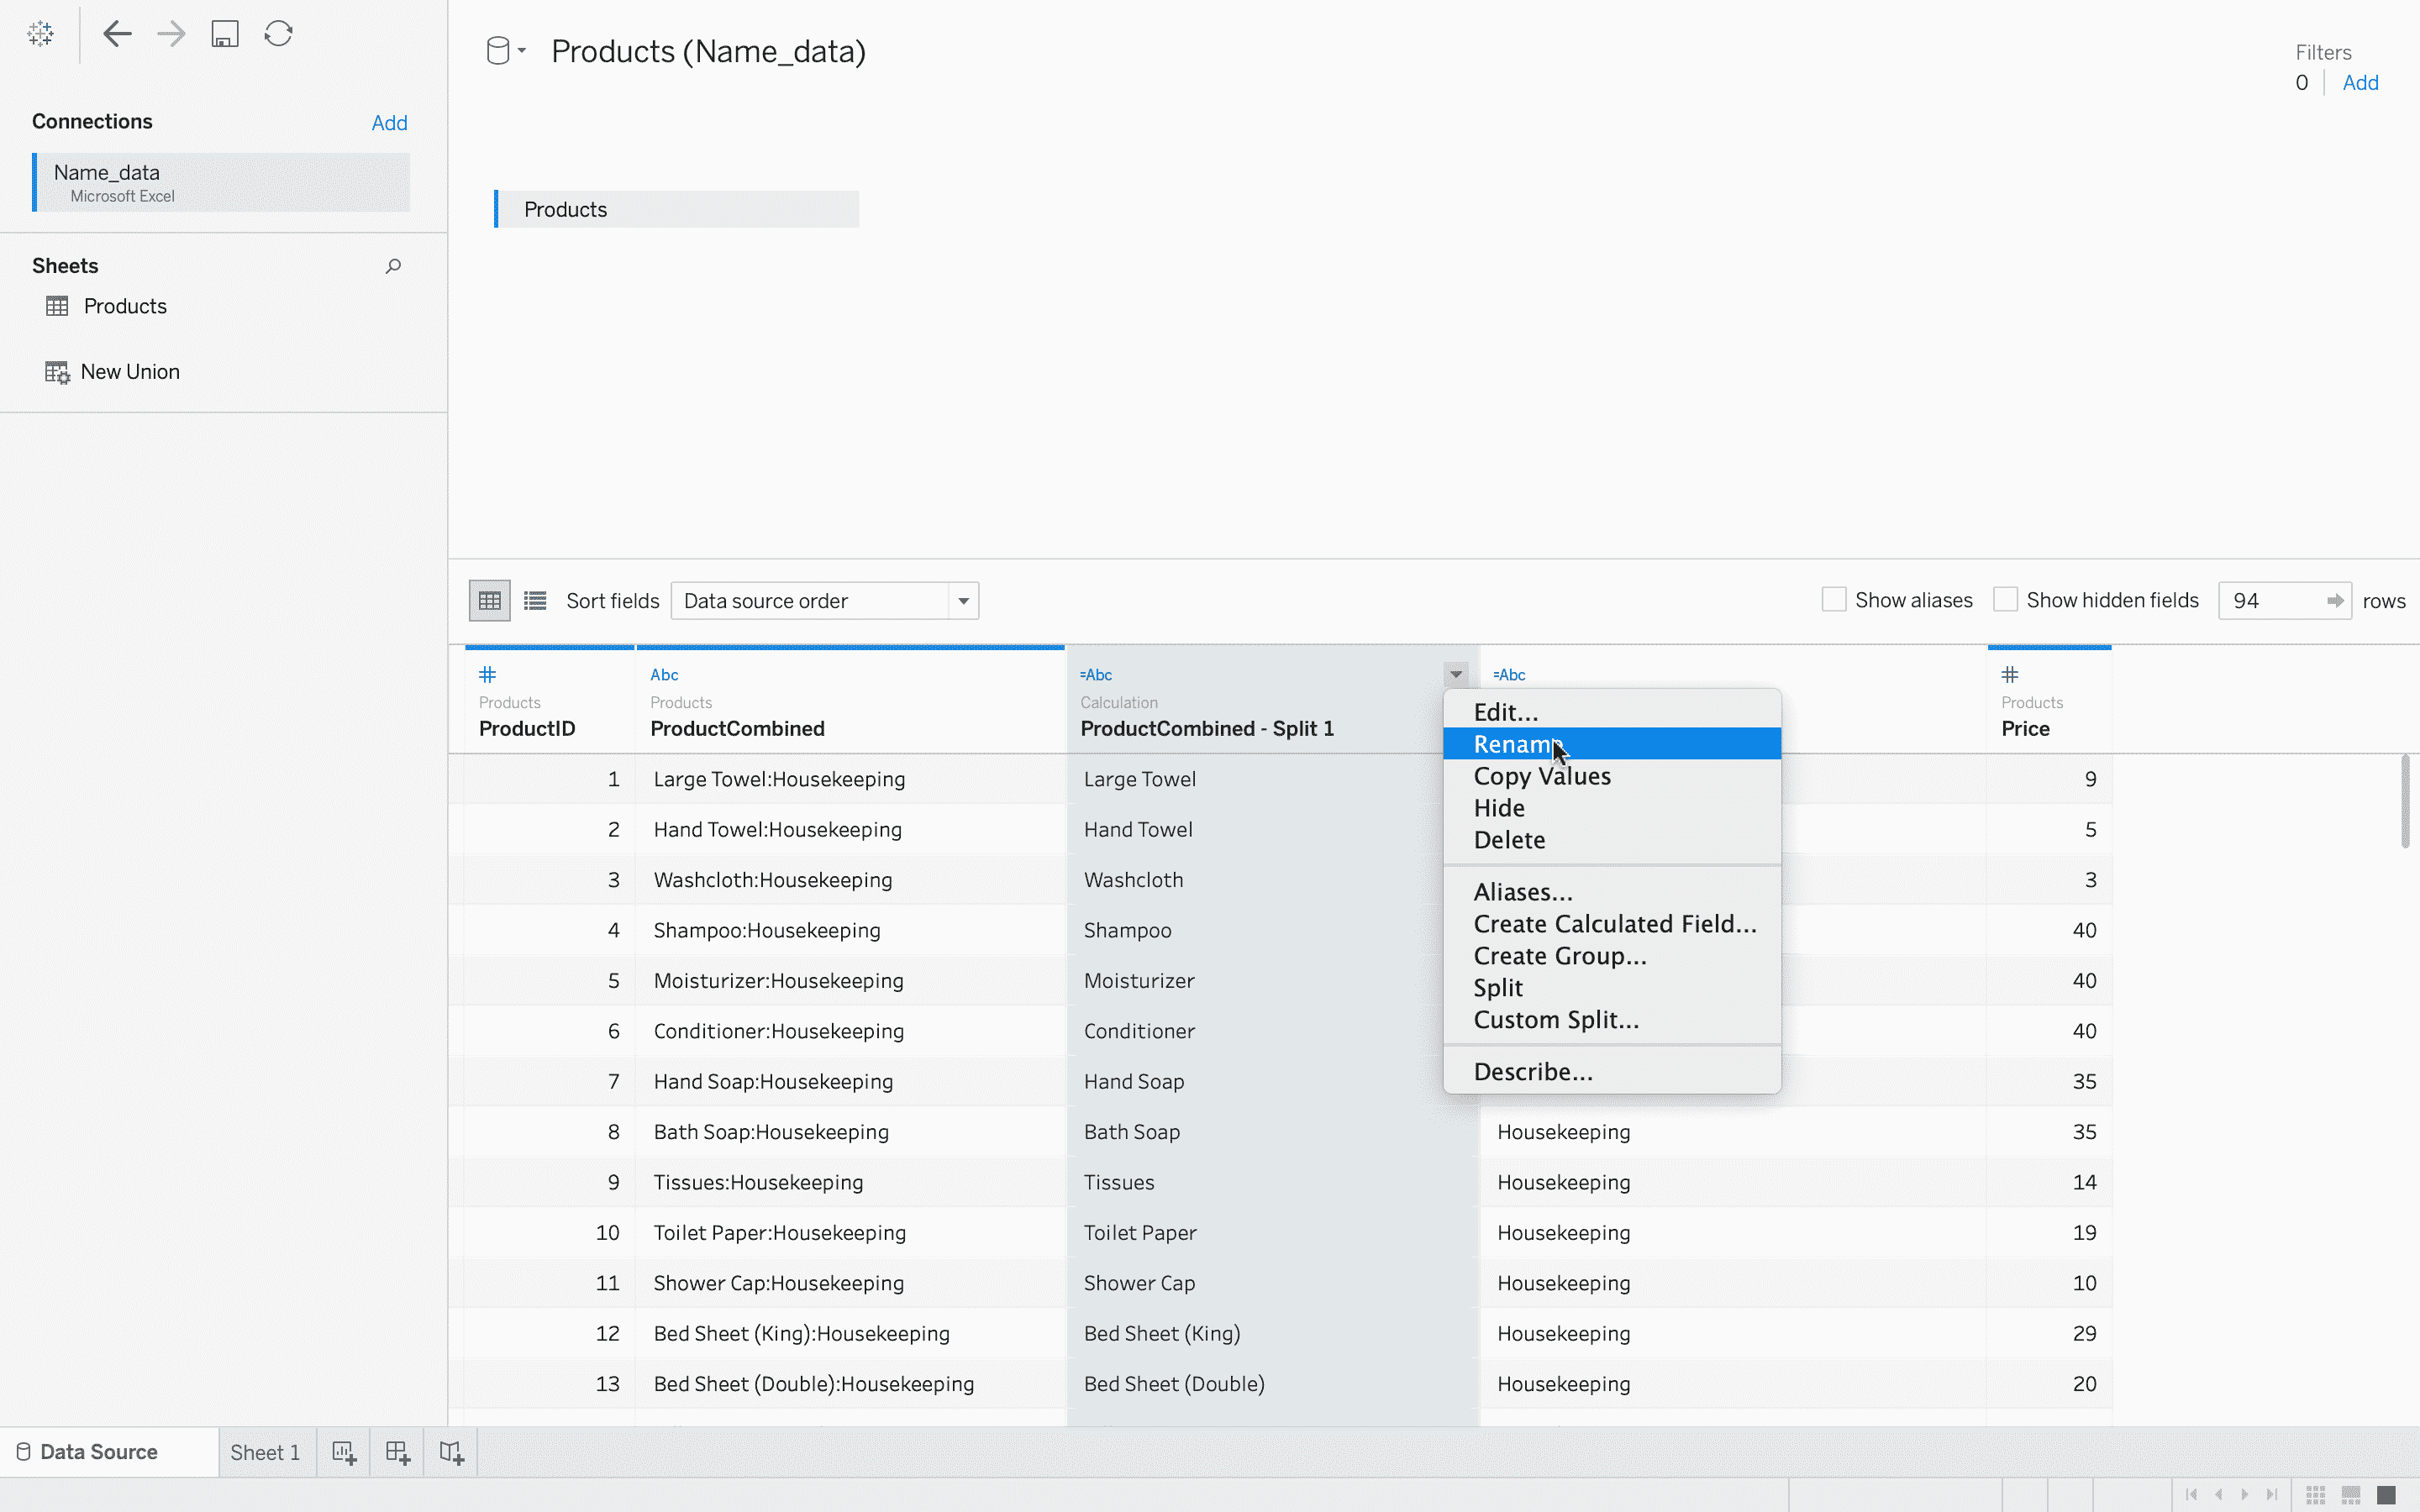 Products (Name_data)
Filters
0 Add
Connections Add
Name_data
Microsoft Excel
Products
Sheets
Products
New Union
Sort fields Data source order Show aliases Show hidden fields 94 rows
Abc =Abc =Abc
Products Products Calculation Products
ProductID ProductCombined ProductCombined - Split 1 Price
Edit...
Rename
Copy Values
Hide
Delete
Aliases...
Create Calculated Field...
Create Group...
Split
Custom Split...
Describe...
1 Large Towel:Housekeeping Large Towel 9
2 Hand Towel:Housekeeping Hand Towel 5
3 Washcloth:Housekeeping Washcloth 3
4 Shampoo:Housekeeping Shampoo 40
5 Moisturizer:Housekeeping Moisturizer 40
6 Conditioner:Housekeeping Conditioner 40
7 Hand Soap:Housekeeping Hand Soap 35
8 Bath Soap:Housekeeping Bath Soap Housekeeping 35
9 Tissues:Housekeeping Tissues Housekeeping 14
10 Toilet Paper:Housekeeping Toilet Paper Housekeeping 19
11 Shower Cap:Housekeeping Shower Cap Housekeeping 10
12 Bed Sheet (King):Housekeeping Bed Sheet (King) Housekeeping 29
13 Bed Sheet (Double):Housekeeping Bed Sheet (Double) Housekeeping 20
Data Source Sheet 1